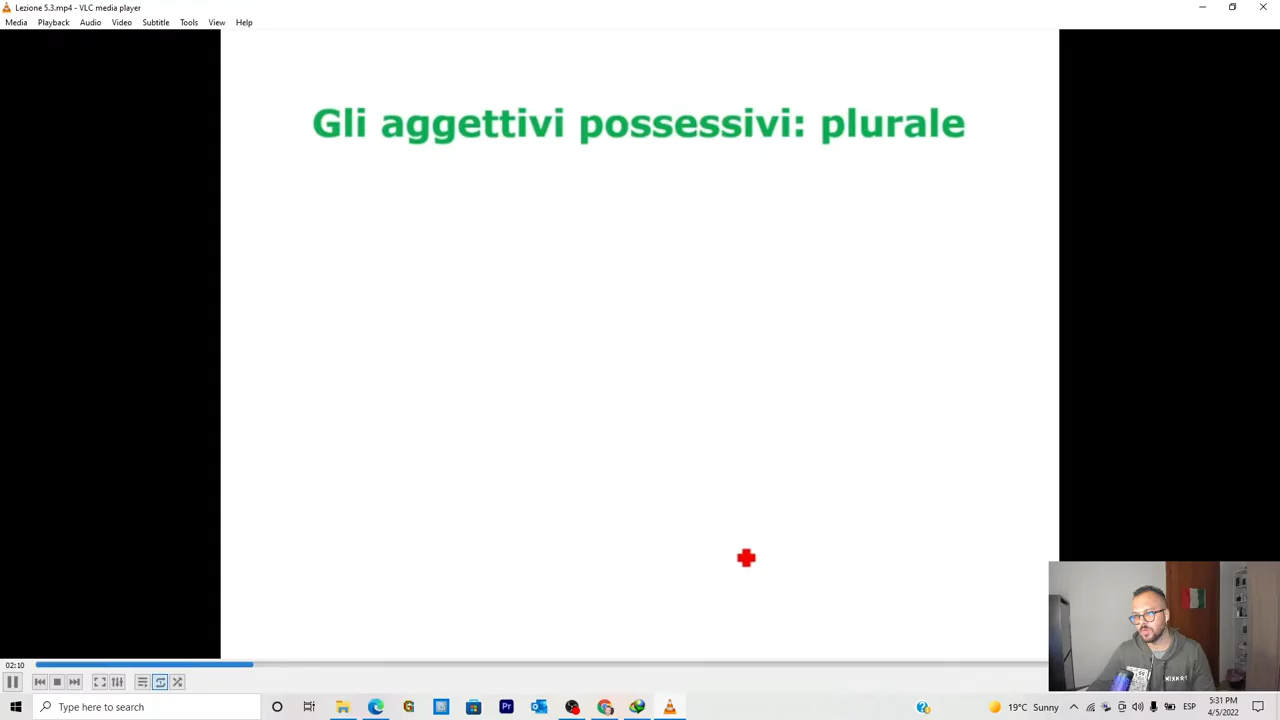 Lezione 5.3.mp4 - VLC media player
Media Playback Audio Video Subtitle Tools View Help
Gli aggettivi possessivi: plurale
02:10
Type here to search
Pr
19°C Sunny
ESP
5:31 PM
4/5/2022